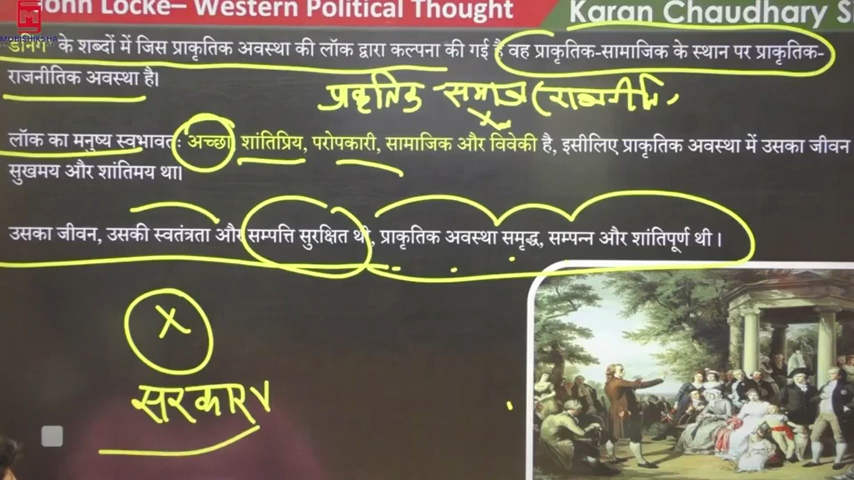 John Locke– Western Political Thought
Karan Chaudhary S
MOBISHIKSHA
डनिंग के शब्दों में जिस प्राकृतिक अवस्था की लॉक द्वारा कल्पना की गई है वह प्राकृतिक-सामाजिक के स्थान पर प्राकृतिक-
राजनीतिक अवस्था है।
प्राकृतिक समाज (राजनीति
लॉक का मनुष्य स्वभावतः अच्छा शांतिप्रिय, परोपकारी, सामाजिक और विवेकी है, इसीलिए प्राकृतिक अवस्था में उसका जीवन
सुखमय और शांतिमय था।
उसका जीवन, उसकी स्वतंत्रता और सम्पत्ति सुरक्षित थी, प्राकृतिक अवस्था समृद्ध, सम्पन्न और शांतिपूर्ण थी।
X
सरकार